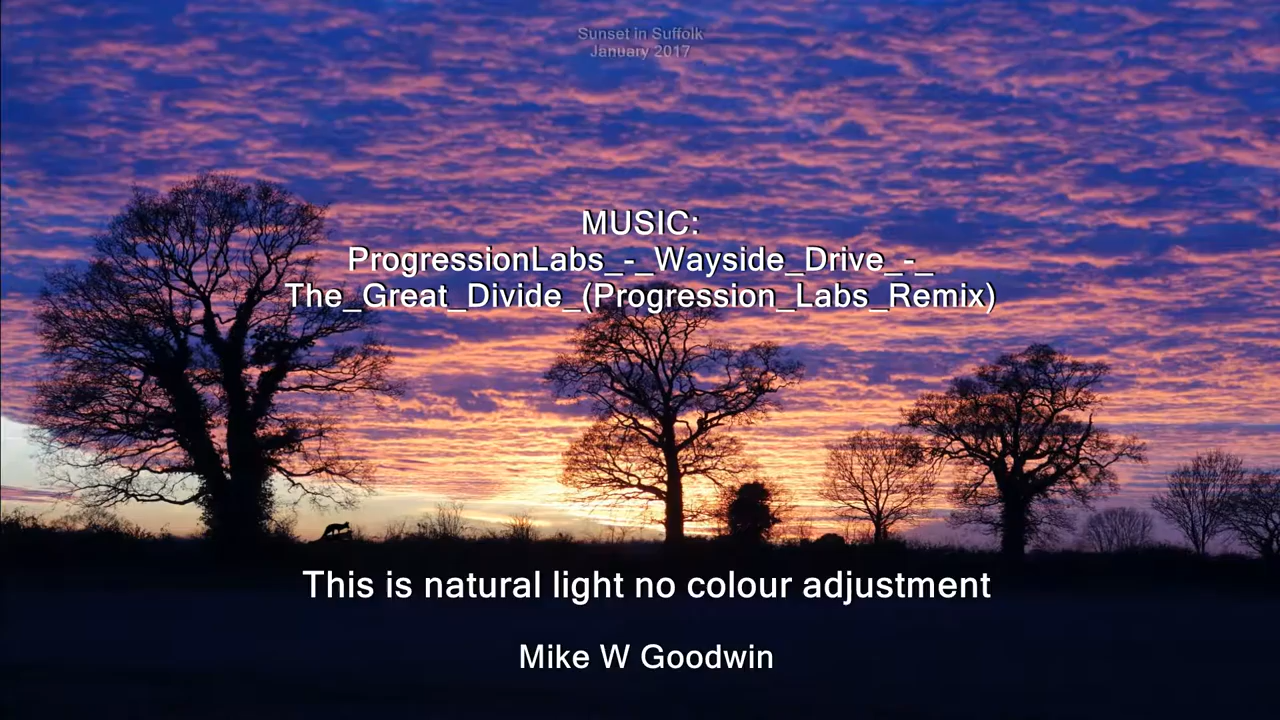 Sunset in Suffolk
January 2017
MUSIC:
ProgressionLabs_-_Wayside_Drive_-_
The_Great_Divide_(Progression_Labs_Remix)
This is natural light no colour adjustment
Mike W Goodwin